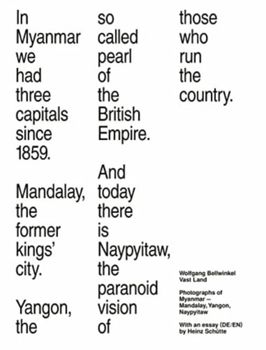 In
Myanmar
we
had
three
capitals
since
1859.
Mandalay,
the
former
kings'
city.
Yangon,
the
so
called
pearl
of
the
British
Empire.
And
today
there
is
Naypyitaw,
the
paranoid
vision
of
those
who
run
the
country.
Wolfgang Bellwinkel
Vast Land
Photographs of
Myanmar —
Mandalay, Yangon,
Naypyitaw
With an essay (DE/EN)
by Heinz Schütte